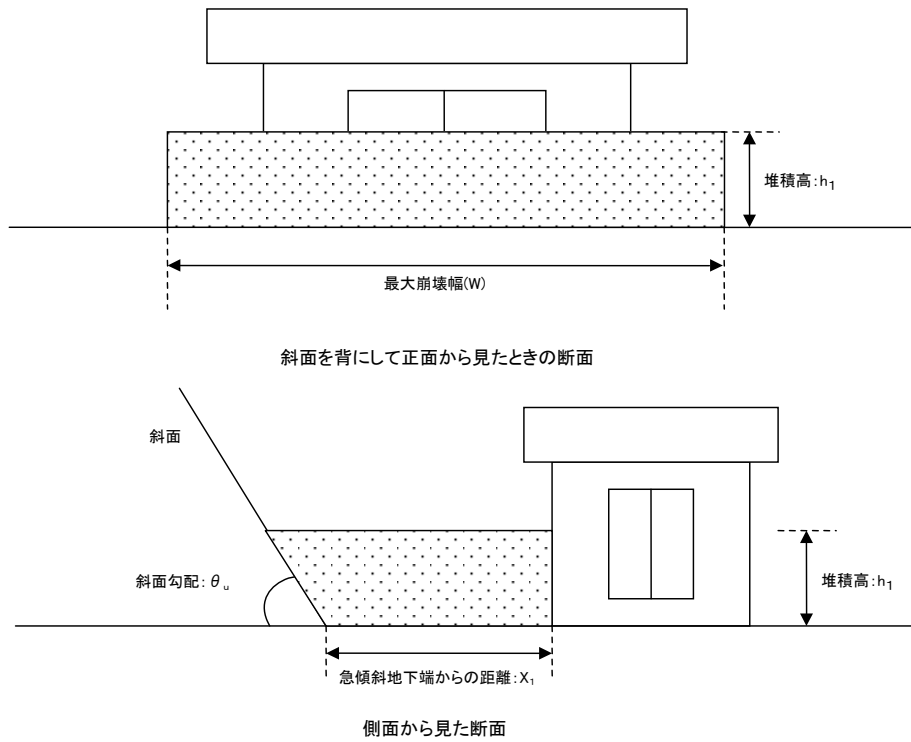 堆積高:h1
最大崩壊幅(W)
斜面を背にして正面から見たときの断面
斜面
斜面勾配:θu
堆積高:h1
急傾斜地下端からの距離:X1
側面から見た断面